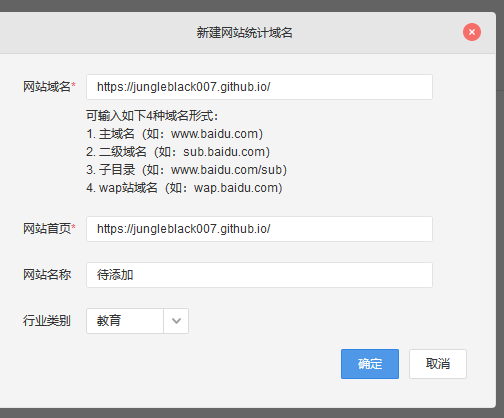 新建网站统计域名
网站域名* https://jungleblack007.github.io/
可输入如下4种域名形式：
1. 主域名（如：www.baidu.com）
2. 二级域名（如：sub.baidu.com）
3. 子目录（如：www.baidu.com/sub）
4. wap站域名（如：wap.baidu.com）
网站首页* https://jungleblack007.github.io/
网站名称 待添加
行业类别 教育
确定 取消